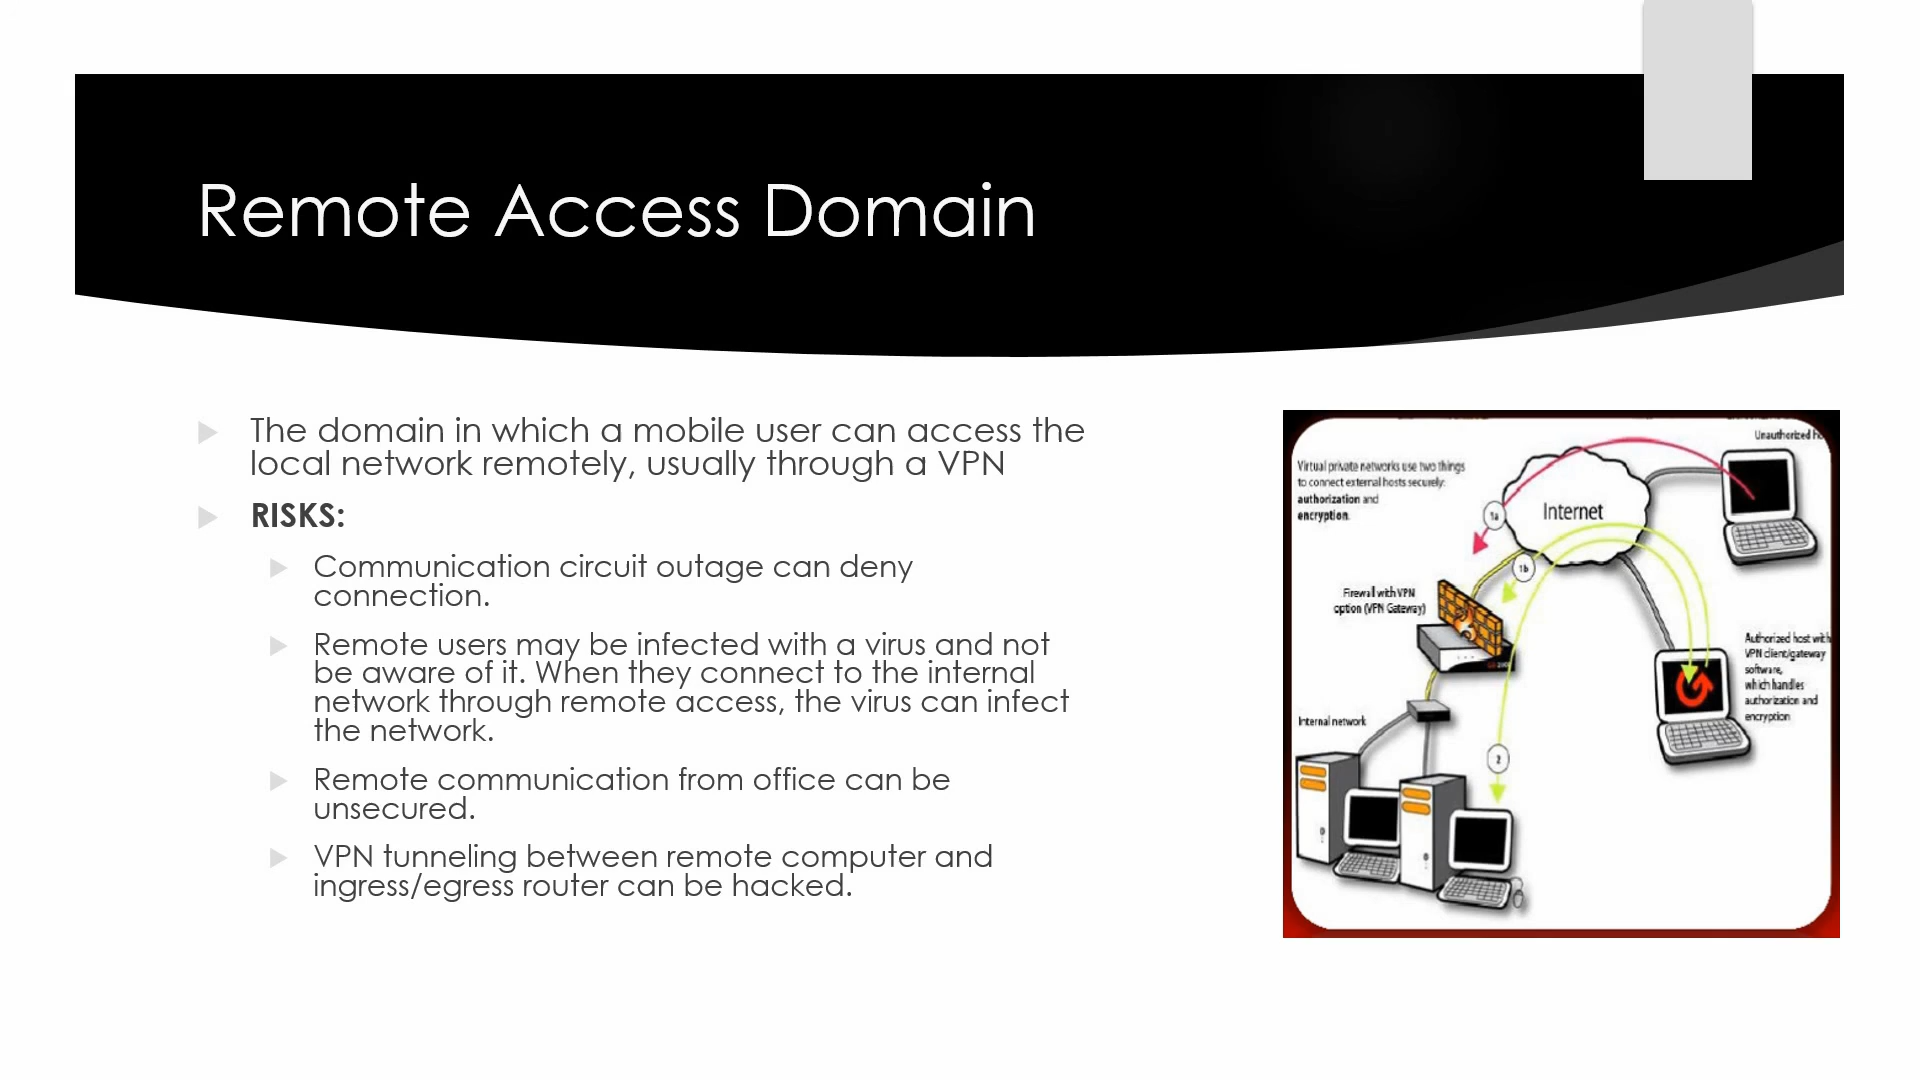 Remote Access Domain
The domain in which a mobile user can access the
local network remotely, usually through a VPN
RISKS:
Communication circuit outage can deny
connection.
Remote users may be infected with a virus and not
be aware of it. When they connect to the internal
network through remote access, the virus can infect
the network.
Remote communication from office can be
unsecured.
VPN tunneling between remote computer and
ingress/egress router can be hacked.
Unauthorized
Virtual private networks use two things
to connect external hosts securely:
authorization and
encryption.
Internet
1a
1b
Firewall with VPN
option (VPN Gateway)
Authorized host with
VPN client/gateway
software,
which handles
authorization and
encryption
Internal network
2